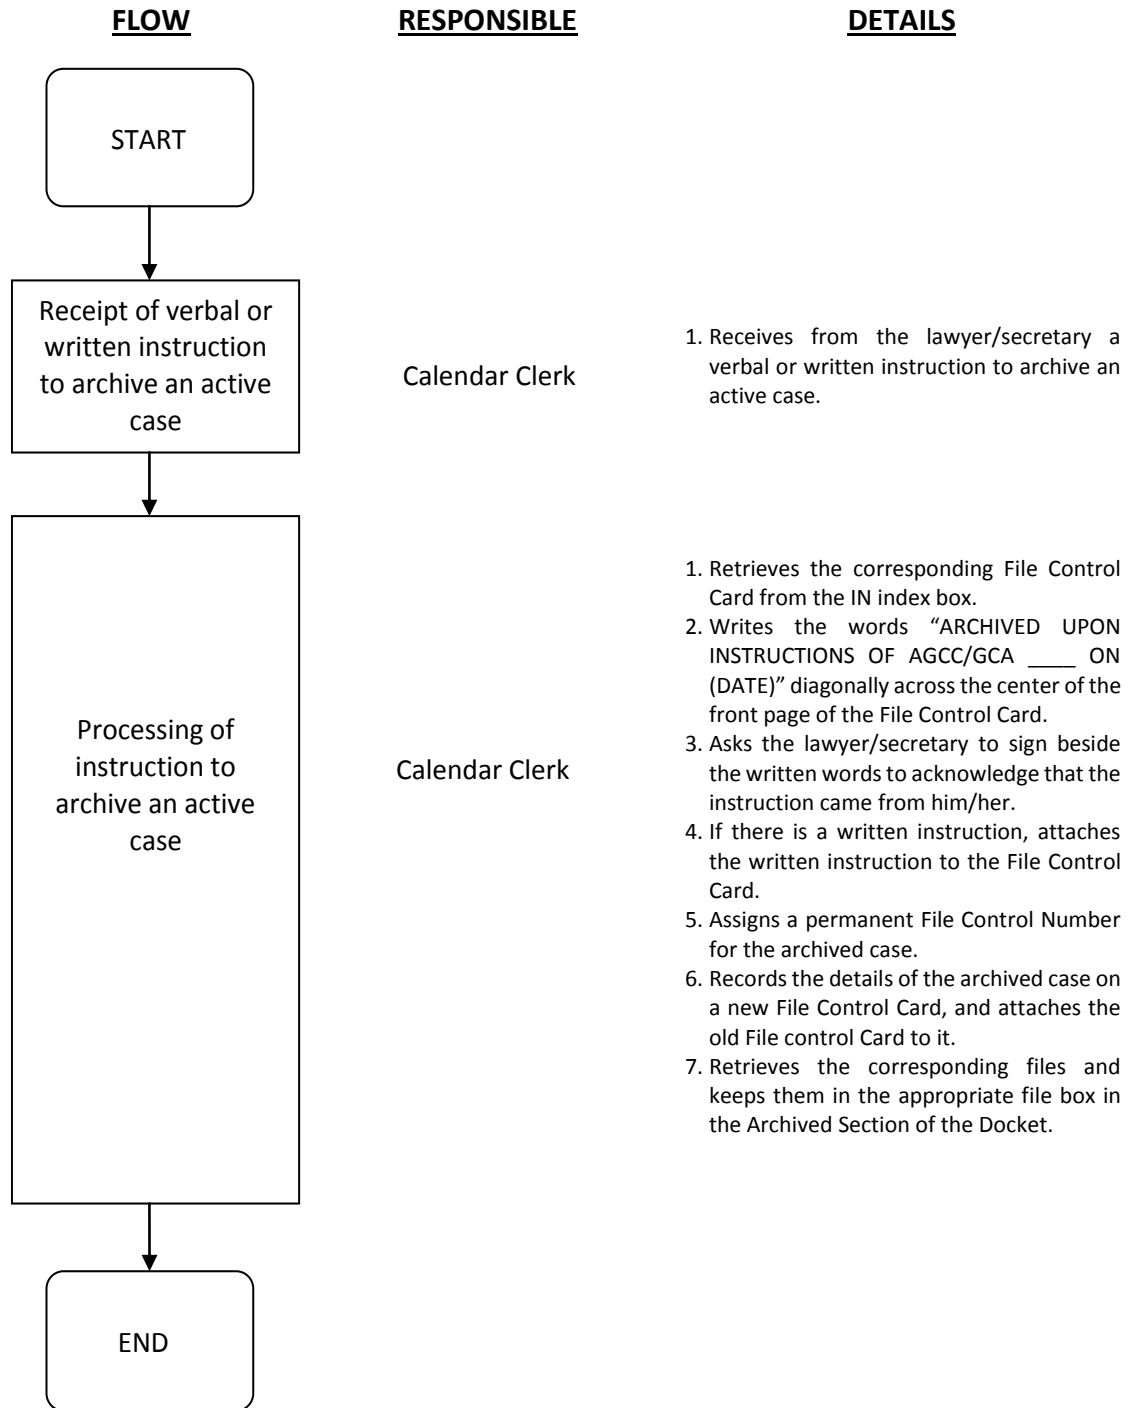 FLOW RESPONSIBLE DETAILS
START
Receipt of verbal or
written instruction
to archive an active
case
Calendar Clerk
1. Receives from the lawyer/secretary a
verbal or written instruction to archive an
active case.
Processing of
instruction to
archive an active
case
Calendar Clerk
1. Retrieves the corresponding File Control
Card from the IN index box.
2. Writes the words “ARCHIVED UPON
INSTRUCTIONS OF AGCC/GCA ____ ON
(DATE)” diagonally across the center of the
front page of the File Control Card.
3. Asks the lawyer/secretary to sign beside
the written words to acknowledge that the
instruction came from him/her.
4. If there is a written instruction, attaches
the written instruction to the File Control
Card.
5. Assigns a permanent File Control Number
for the archived case.
6. Records the details of the archived case on
a new File Control Card, and attaches the
old File control Card to it.
7. Retrieves the corresponding files and
keeps them in the appropriate file box in
the Archived Section of the Docket.
END